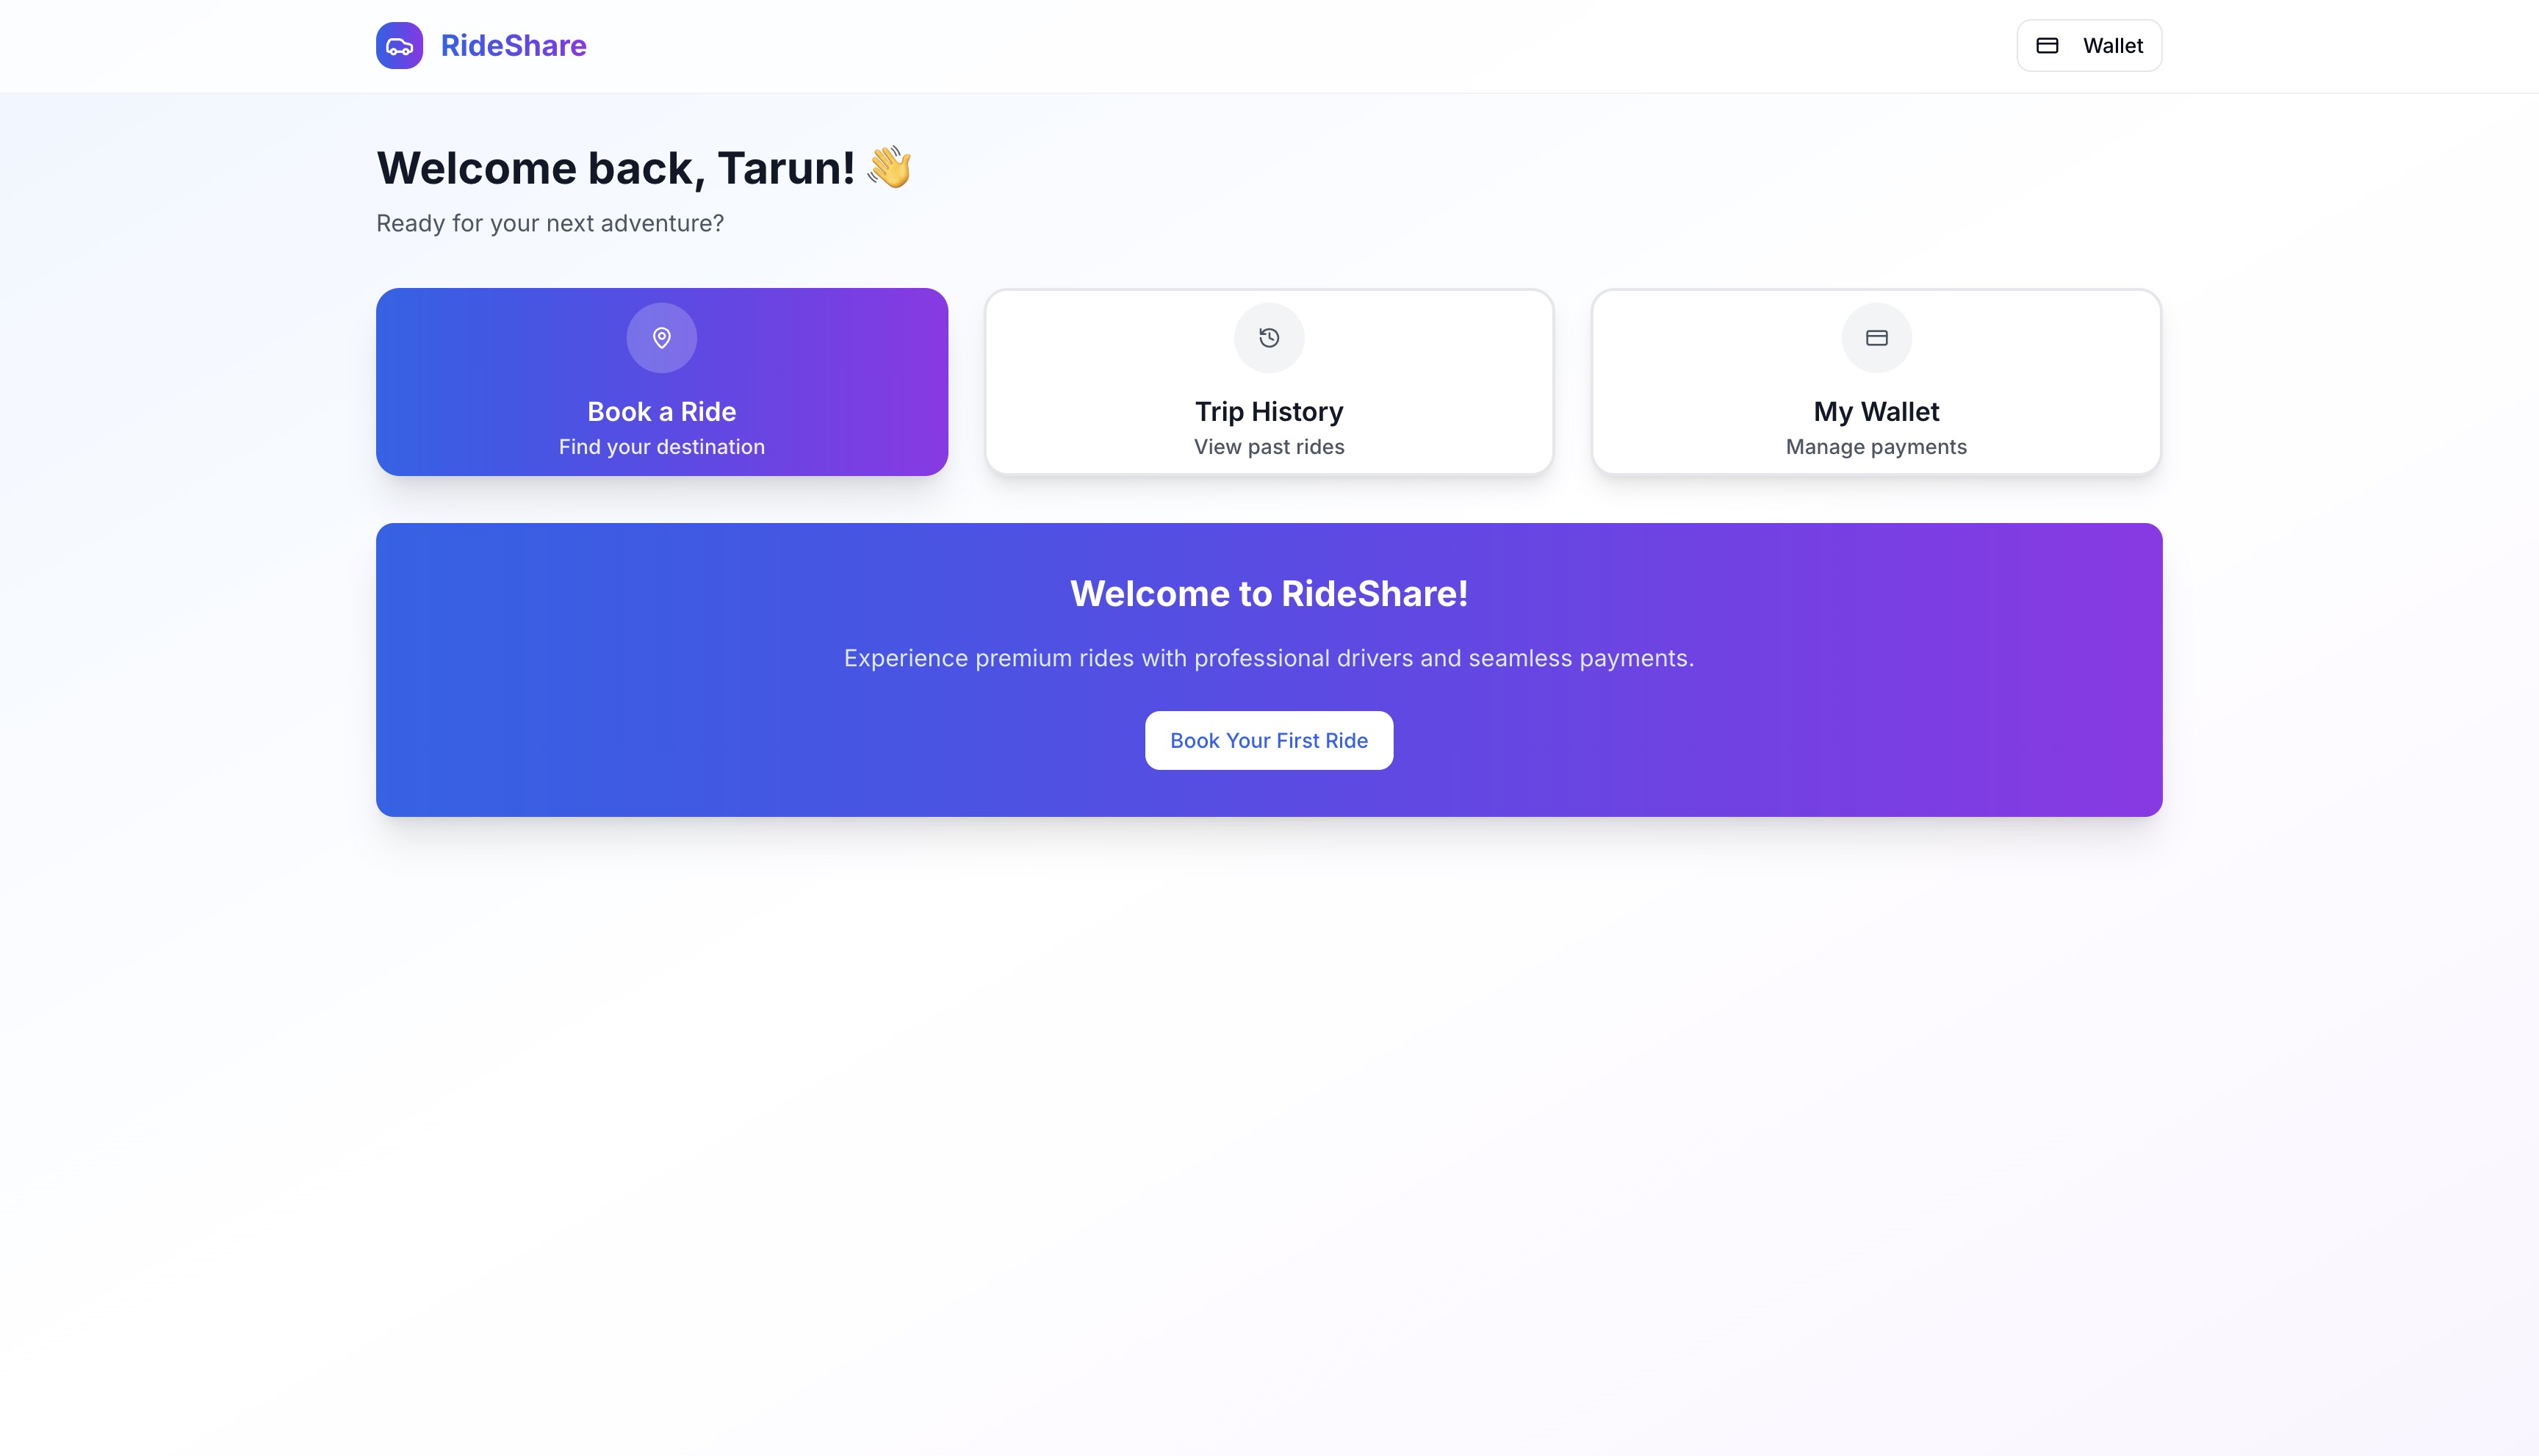 RideShare
Wallet
Welcome back, Tarun! 👋
Ready for your next adventure?
Book a Ride
Find your destination
Trip History
View past rides
My Wallet
Manage payments
Welcome to RideShare!
Experience premium rides with professional drivers and seamless payments.
Book Your First Ride